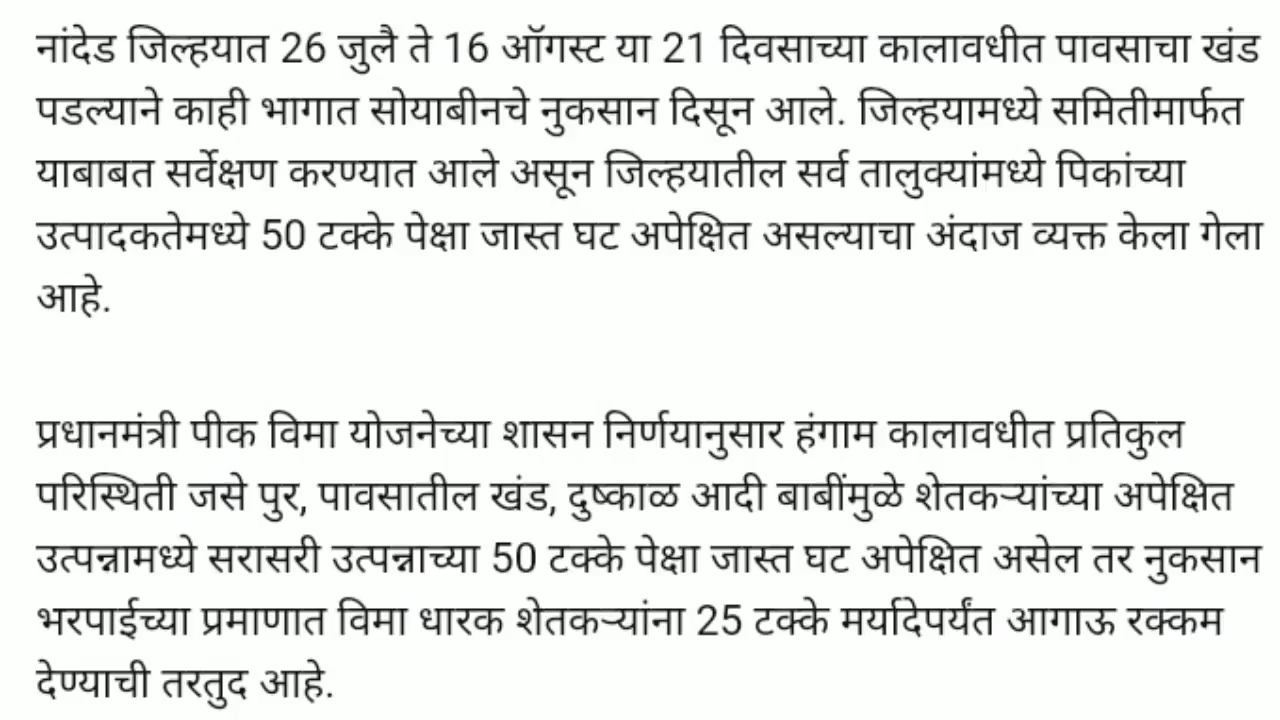 नांदेड जिल्हयात 26 जुलै ते 16 ऑगस्ट या 21 दिवसाच्या कालावधीत पावसाचा खंड
पडल्याने काही भागात सोयाबीनचे नुकसान दिसून आले. जिल्हयामध्ये समितीमार्फत
याबाबत सर्वेक्षण करण्यात आले असून जिल्हयातील सर्व तालुक्यांमध्ये पिकांच्या
उत्पादकतेमध्ये 50 टक्के पेक्षा जास्त घट अपेक्षित असल्याचा अंदाज व्यक्त केला गेला
आहे.
प्रधानमंत्री पीक विमा योजनेच्या शासन निर्णयानुसार हंगाम कालावधीत प्रतिकुल
परिस्थिती जसे पुर, पावसातील खंड, दुष्काळ आदी बाबींमुळे शेतकऱ्यांच्या अपेक्षित
उत्पन्नामध्ये सरासरी उत्पन्नाच्या 50 टक्के पेक्षा जास्त घट अपेक्षित असेल तर नुकसान
भरपाईच्या प्रमाणात विमा धारक शेतकऱ्यांना 25 टक्के मर्यादेपर्यंत आगाऊ रक्कम
देण्याची तरतुद आहे.